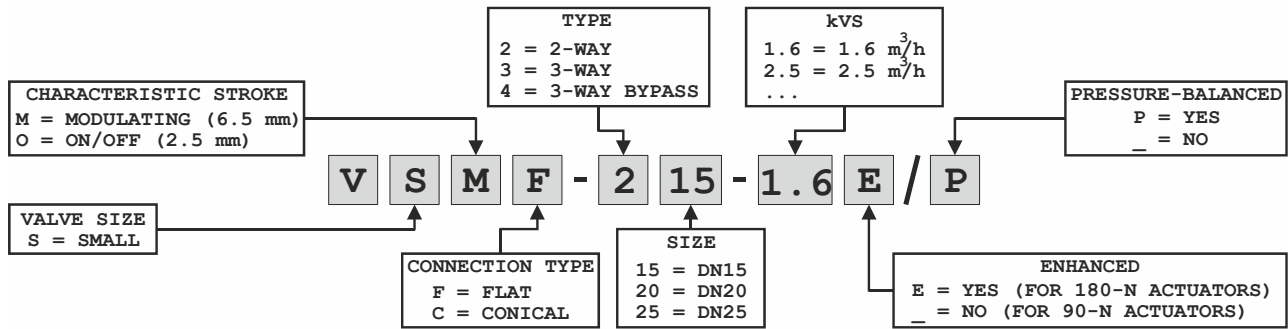 TYPE
2 = 2-WAY
3 = 3-WAY
4 = 3-WAY BYPASS
kVS
1.6 = 1.6 m³/h
2.5 = 2.5 m³/h
...
CHARACTERISTIC STROKE
M = MODULATING (6.5 mm)
O = ON/OFF (2.5 mm)
PRESSURE-BALANCED
P = YES
_ = NO
V S M F - 2 15 - 1.6 E / P
VALVE SIZE
S = SMALL
CONNECTION TYPE
F = FLAT
C = CONICAL
SIZE
15 = DN15
20 = DN20
25 = DN25
ENHANCED
E = YES (FOR 180-N ACTUATORS)
_ = NO (FOR 90-N ACTUATORS)